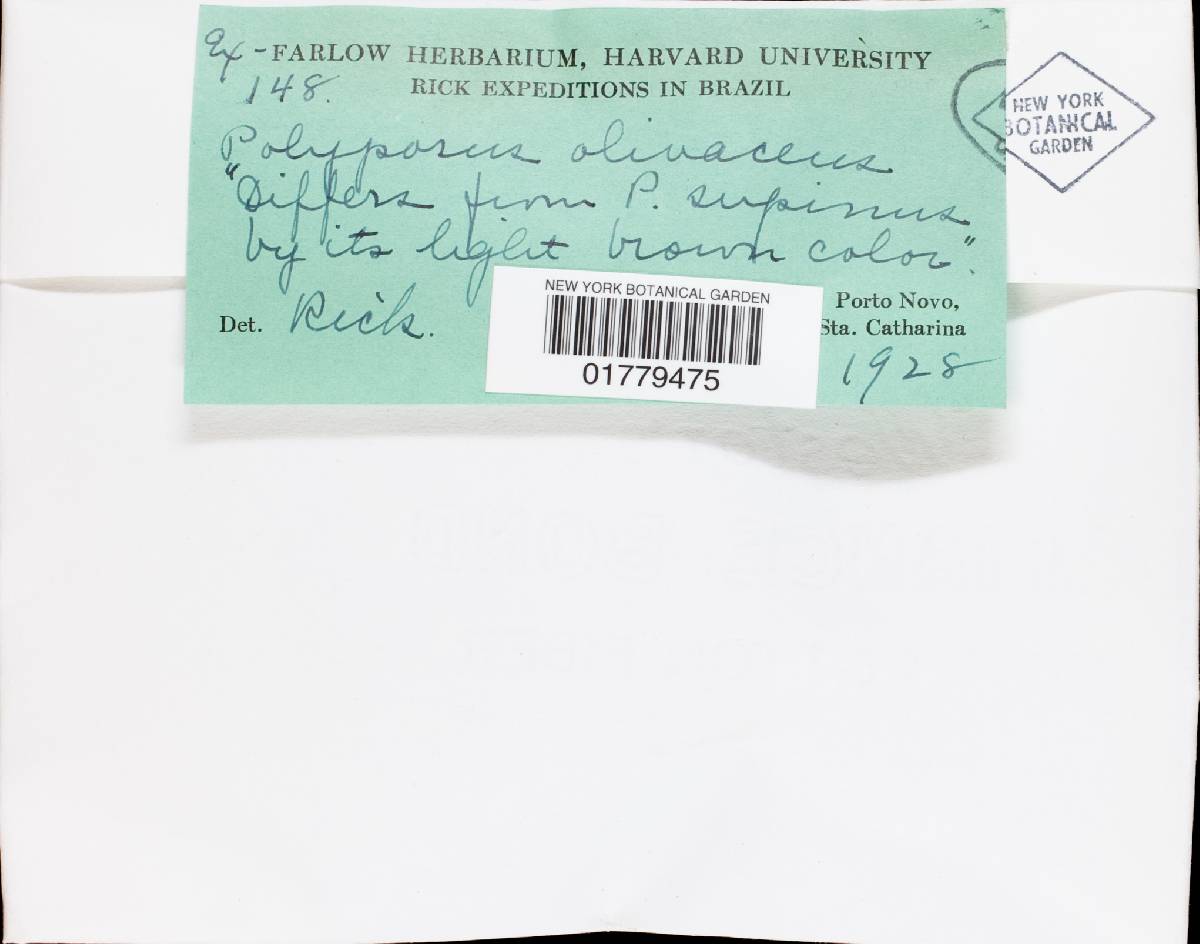 Ex - FARLOW HERBARIUM, HARVARD UNIVERSITY
148. RICK EXPEDITIONS IN BRAZIL
Polyporus olivaceus
"Differs from P. supinus
by its light brown color".
Det. Rick.
Porto Novo,
Sta. Catharina
1928
NEW YORK BOTANICAL GARDEN
01779475
NEW YORK
BOTANICAL
GARDEN